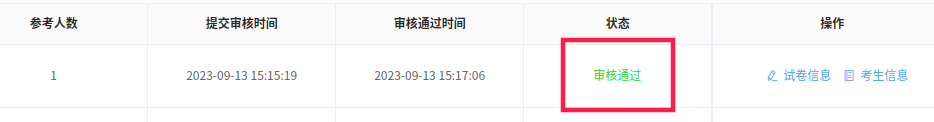 参考人数 提交审核时间 审核通过时间 状态 操作
1 2023-09-13 15:15:19 2023-09-13 15:17:06 审核通过 试卷信息 考生信息